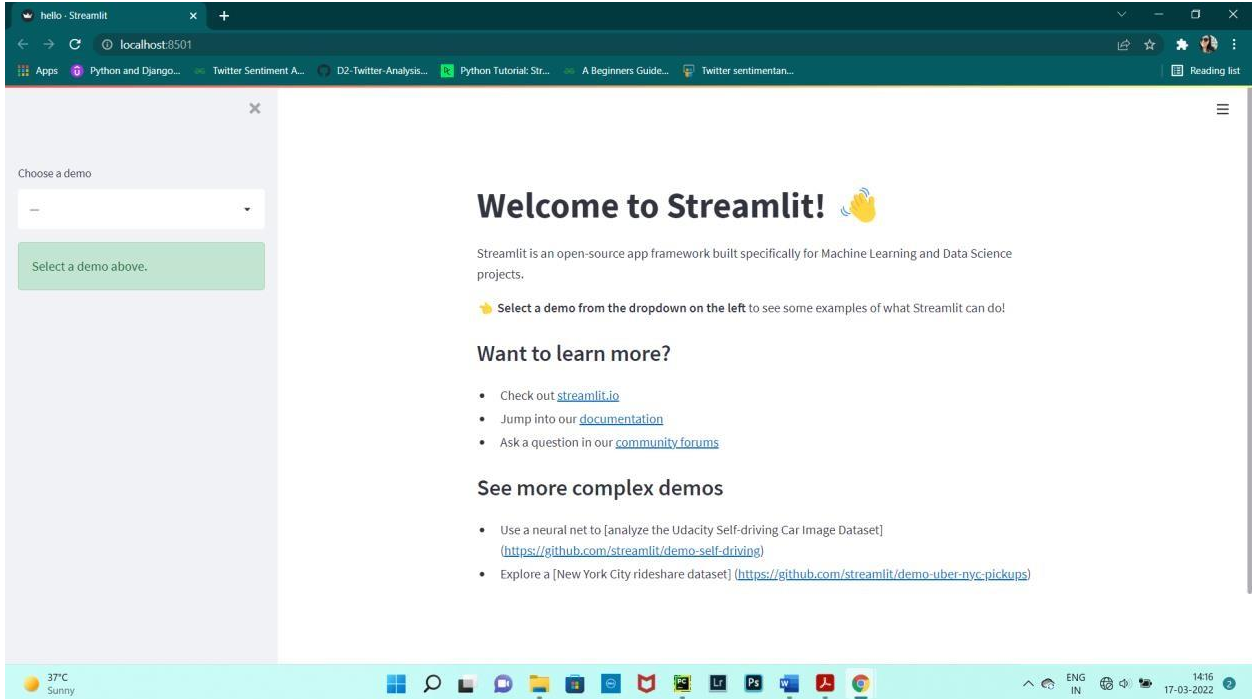 hello · Streamlit
localhost:8501
Apps
Python and Django...
Twitter Sentiment A...
D2-Twitter-Analysis...
Python Tutorial: Str...
A Beginners Guide...
Twitter sentimentan...
Reading list
Choose a demo
—
Select a demo above.
Welcome to Streamlit! 👋
Streamlit is an open-source app framework built specifically for Machine Learning and Data Science
projects.
👈 Select a demo from the dropdown on the left to see some examples of what Streamlit can do!
Want to learn more?
• Check out streamlit.io
• Jump into our documentation
• Ask a question in our community forums
See more complex demos
• Use a neural net to [analyze the Udacity Self-driving Car Image Dataset]
(https://github.com/streamlit/demo-self-driving)
• Explore a [New York City rideshare dataset] (https://github.com/streamlit/demo-uber-nyc-pickups)
37°C
Sunny
PC
Lr
Ps
W
ENG
IN
14:16
17-03-2022
2